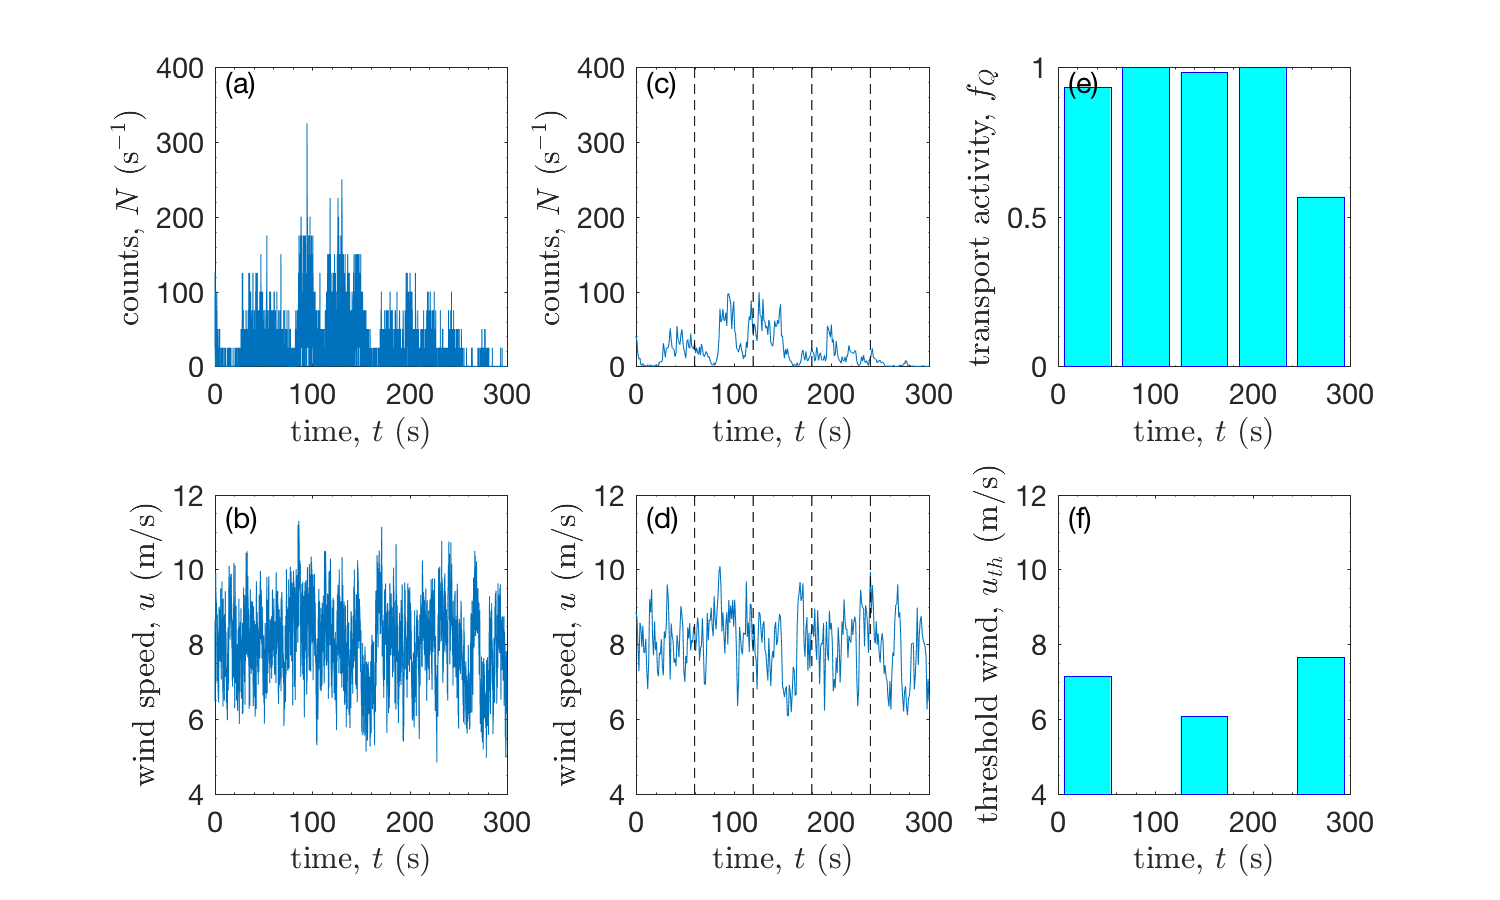 (a)
counts, N (s⁻¹)
400
300
200
100
0
0 100 200 300
time, t (s)
(c)
counts, N (s⁻¹)
400
300
200
100
0
0 100 200 300
time, t (s)
(e)
transport activity, f_Q
1
0.5
0
0 100 200 300
time, t (s)
(b)
wind speed, u (m/s)
12
10
8
6
4
0 100 200 300
time, t (s)
(d)
wind speed, u (m/s)
12
10
8
6
4
0 100 200 300
time, t (s)
(f)
threshold wind, u_th (m/s)
12
10
8
6
4
0 100 200 300
time, t (s)